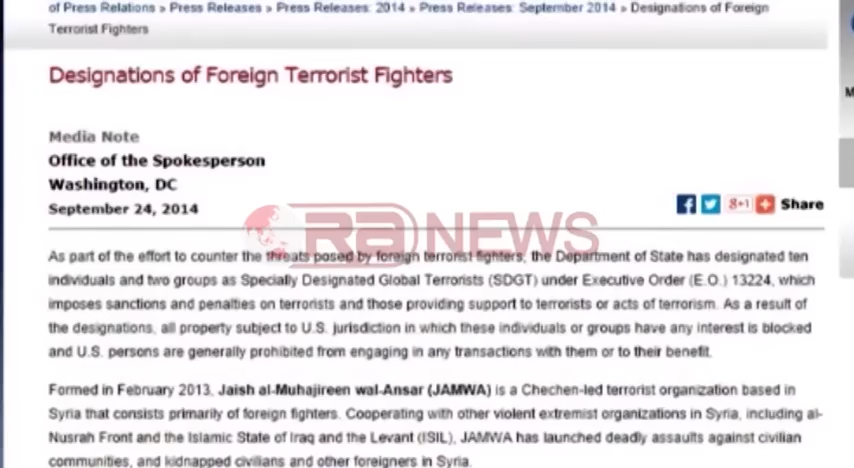 of Press Relations » Press Releases » Press Releases: 2014 » Press Releases: September 2014 » Designations of Foreign
Terrorist Fighters
Designations of Foreign Terrorist Fighters
Media Note
Office of the Spokesperson
Washington, DC
September 24, 2014
Share
RA NEWS
As part of the effort to counter the threats posed by foreign terrorist fighters, the Department of State has designated ten
individuals and two groups as Specially Designated Global Terrorists (SDGT) under Executive Order (E.O.) 13224, which
imposes sanctions and penalties on terrorists and those providing support to terrorists or acts of terrorism. As a result of
the designations, all property subject to U.S. jurisdiction in which these individuals or groups have any interest is blocked
and U.S. persons are generally prohibited from engaging in any transactions with them or to their benefit.
Formed in February 2013, Jaish al-Muhajireen wal-Ansar (JAMWA) is a Chechen-led terrorist organization based in
Syria that consists primarily of foreign fighters. Cooperating with other violent extremist organizations in Syria, including al-
Nusrah Front and the Islamic State of Iraq and the Levant (ISIL), JAMWA has launched deadly assaults against civilian
communities, and kidnapped civilians and other foreigners in Syria.